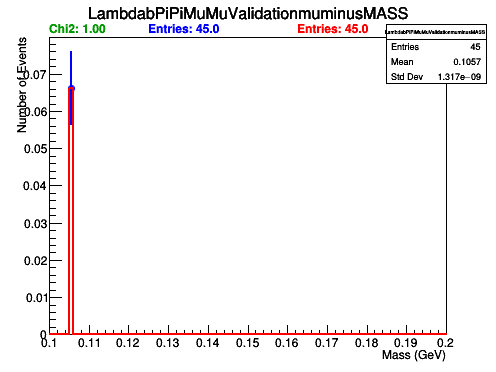 LambdabPiPiMuMuValidationmuminusMASS
Chi2: 1.00 Entries: 45.0 Entries: 45.0
LambdabPiPiMuMuValidationmuminusMASS
Entries 45
Mean 0.1057
Std Dev 1.317e-09
Number of Events
0.07
0.06
0.05
0.04
0.03
0.02
0.01
0
0.1 0.11 0.12 0.13 0.14 0.15 0.16 0.17 0.18 0.19 0.2
Mass (GeV)